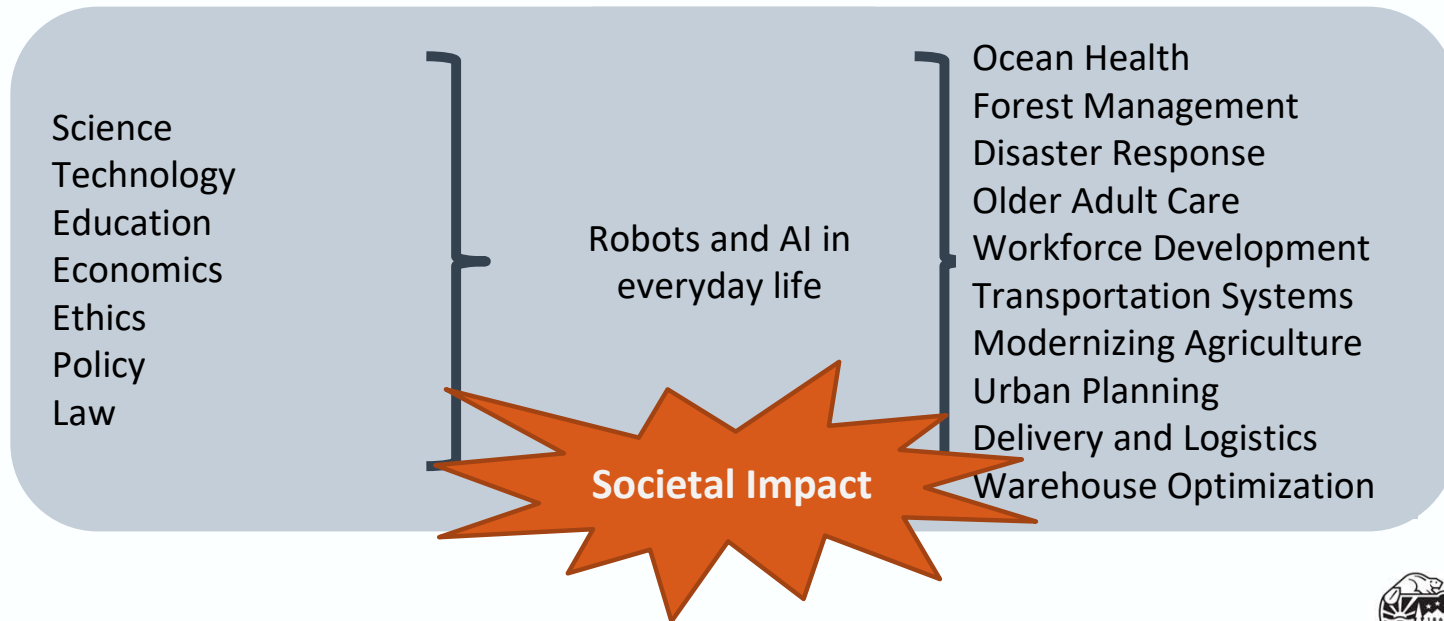 Science
Technology
Education
Economics
Ethics
Policy
Law
Robots and AI in
everyday life
Societal Impact
Ocean Health
Forest Management
Disaster Response
Older Adult Care
Workforce Development
Transportation Systems
Modernizing Agriculture
Urban Planning
Delivery and Logistics
Warehouse Optimization